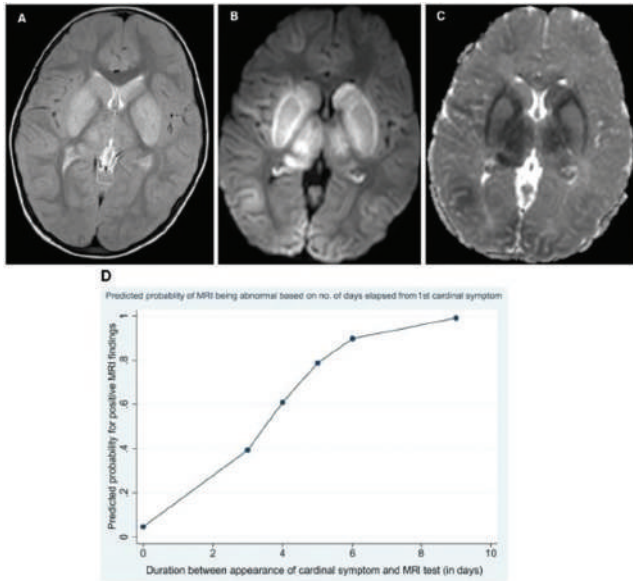 A
B
C
D
Predicted probablity of MRI being abnormal based on no. of days elapsed from 1st cardinal symptom
Predicted probability for positive MRI findings
1
.8
.6
.4
.2
0
0
2
4
6
8
10
Duration between appearance of cardinal symptom and MRI test (in days)